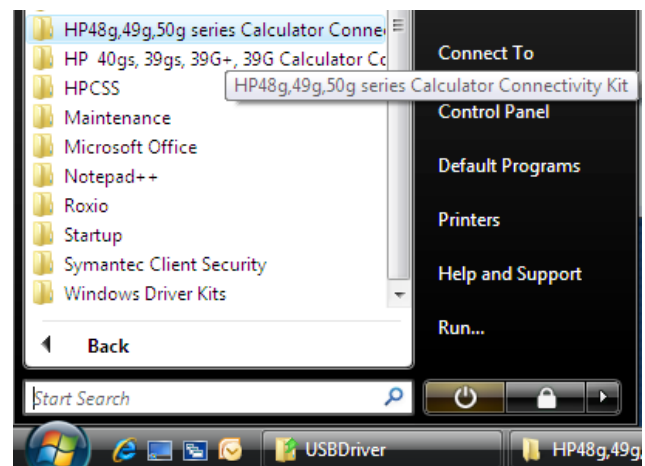 HP48g,49g,50g series Calculator Conne
HP 40gs, 39gs, 39G+, 39G Calculator Cc
HPCSS
HP48g,49g,50g series Calculator Connectivity Kit
Maintenance
Microsoft Office
Notepad++
Roxio
Startup
Symantec Client Security
Windows Driver Kits
Back
Start Search
Connect To
Control Panel
Default Programs
Printers
Help and Support
Run...
USBDriver
HP48g,49g,